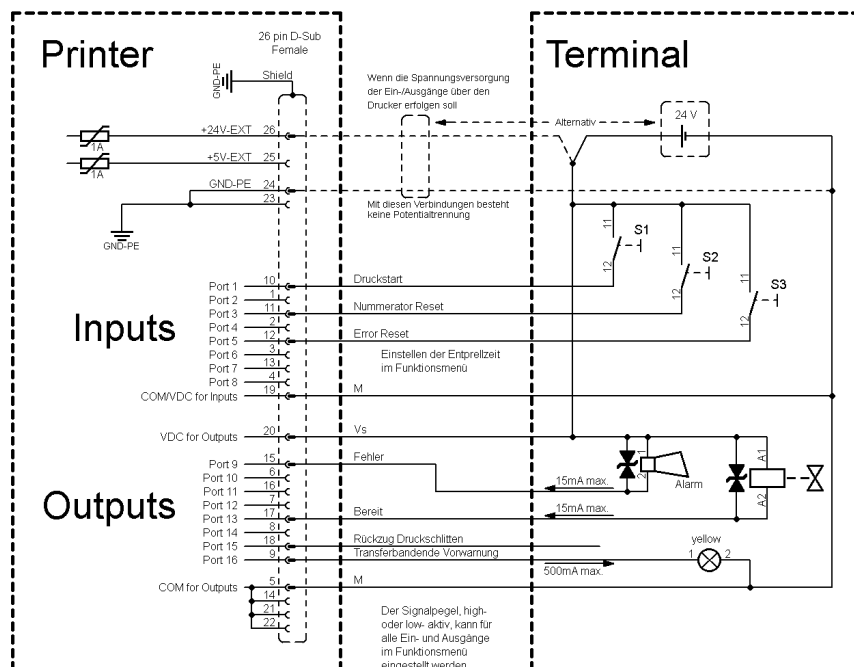 Printer
26 pin D-Sub
Female
Terminal
GND-PE
Shield
Wenn die Spannungsversorgung
der Ein-/Ausgänge über den
Drucker erfolgen soll
Alternativ
24 V
+24V-EXT 26
1A
+5V-EXT 25
1A
GND-PE 24
23
GND-PE
Mit diesen Verbindungen besteht
keine Potentialtrennung
11 S1
12
11 S2
12
11 S3
12
Inputs
Port 1 10 Druckstart
Port 2 1
Port 3 11 Nummerator Reset
Port 4 2
Port 5 12 Error Reset
Port 6 3
Port 7 13
Port 8 4
Einstellen der Entprellzeit
im Funktionsmenü
COM/VDC for Inputs 19 M
VDC for Outputs 20 Vs
Outputs
Port 9 15 Fehler
Port 10 6
Port 11 16
Port 12 7
Port 13 17 Bereit
Port 14 8
Port 15 18 Rückzug Druckschlitten
Port 16 9 Transferbandende Vorwarnung
15mA max.
1
2
Alarm
A1
A2
15mA max.
yellow
1 2
500mA max.
COM for Outputs 5 M
14
21
22
Der Signalpegel, high-
oder low- aktiv, kann für
alle Ein- und Ausgänge
im Funktionsmenü
eingestellt werden